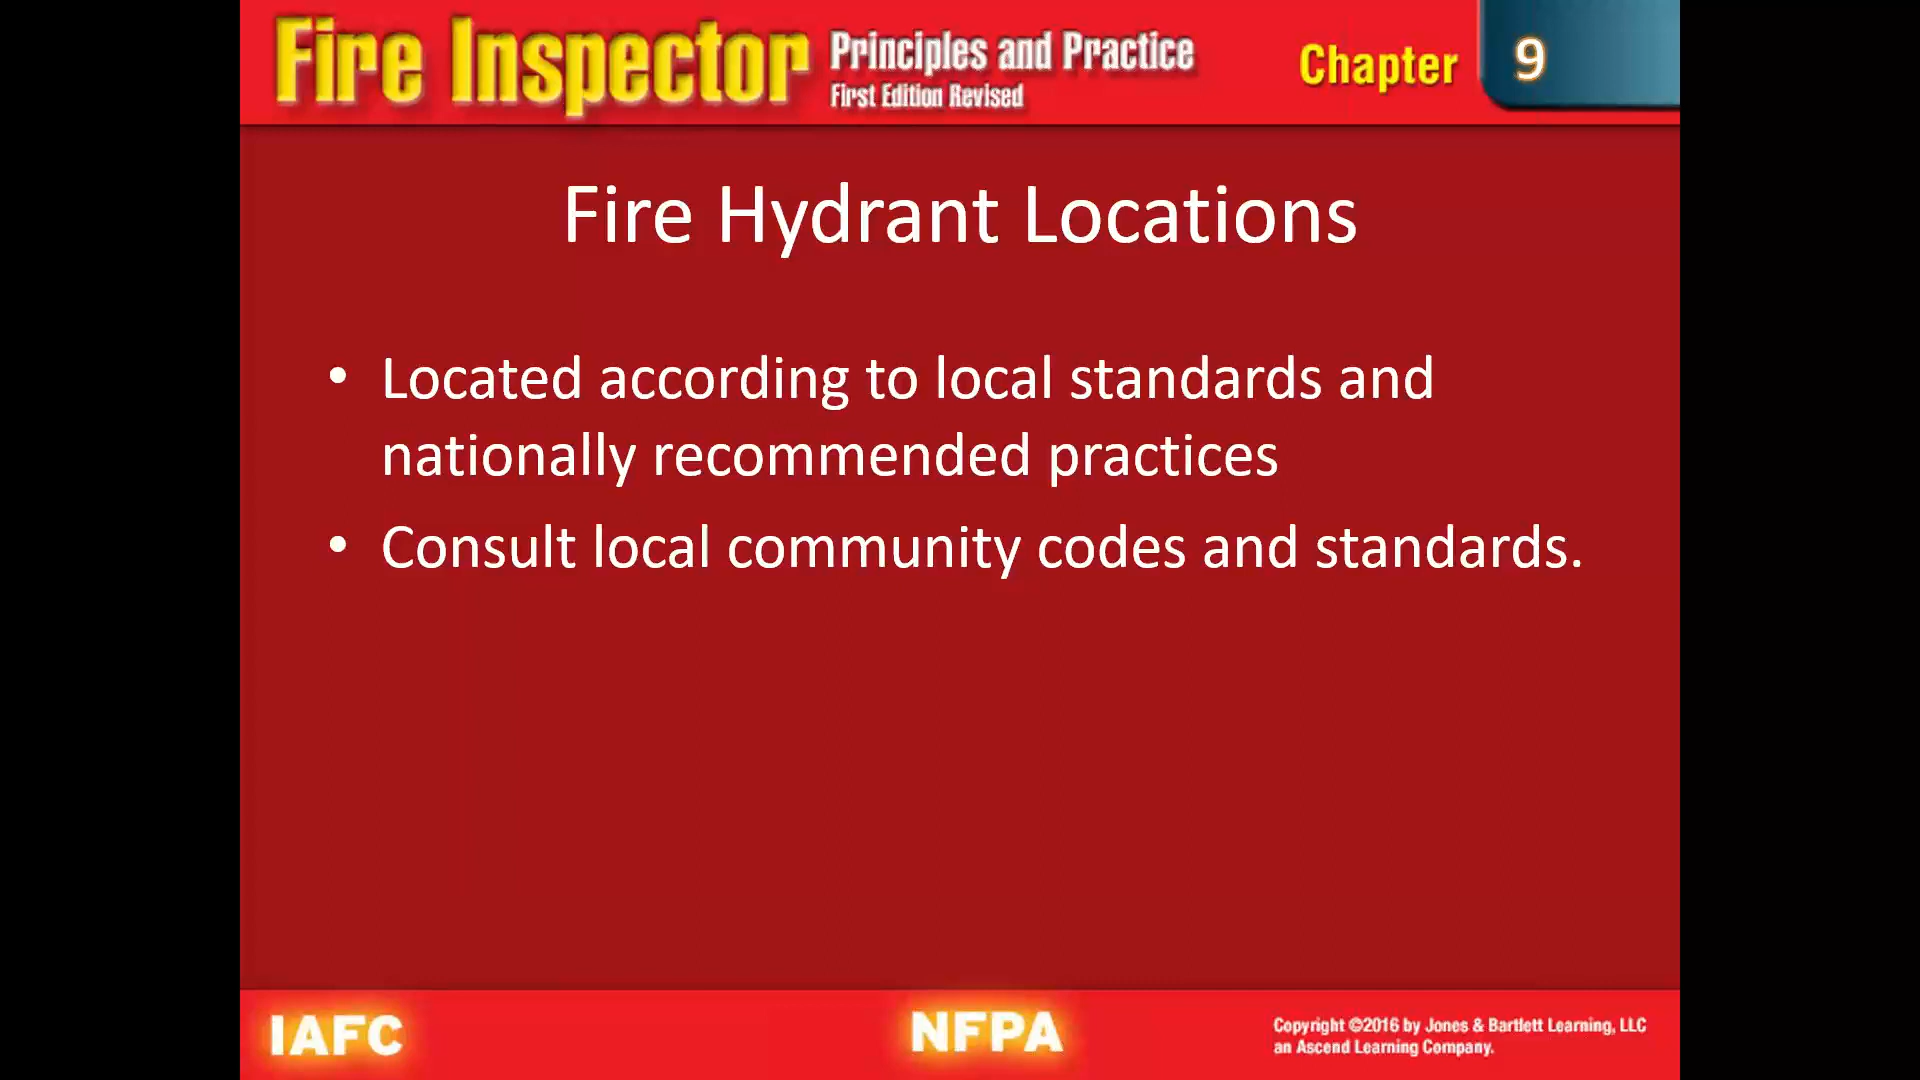 Fire Inspector Principles and Practice
First Edition Revised
Chapter 9
Fire Hydrant Locations
• Located according to local standards and
nationally recommended practices
• Consult local community codes and standards.
IAFC
NFPA
Copyright ©2016 by Jones & Bartlett Learning, LLC
an Ascend Learning Company.